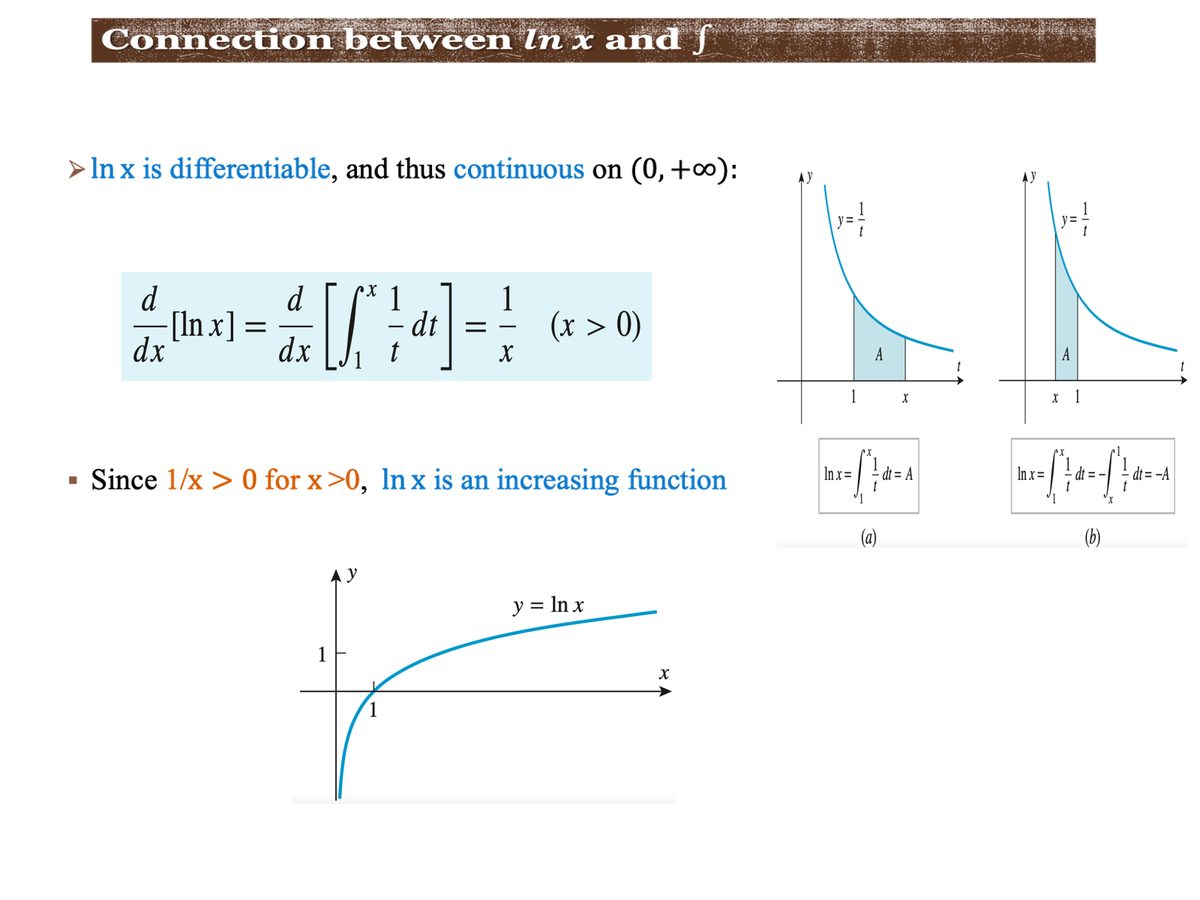 Connection between ln x and ∫
➢ ln x is differentiable, and thus continuous on (0, +∞):
d/dx [ln x] = d/dx [∫₁ˣ 1/t dt] = 1/x (x > 0)
▪ Since 1/x > 0 for x >0, ln x is an increasing function
y
y = ln x
1
x
1
y
y = 1/t
A
t
1 x
ln x = ∫₁ˣ 1/t dt = A
(a)
y
y = 1/t
A
t
x 1
ln x = ∫₁ˣ 1/t dt = −∫ₓ¹ 1/t dt = −A
(b)